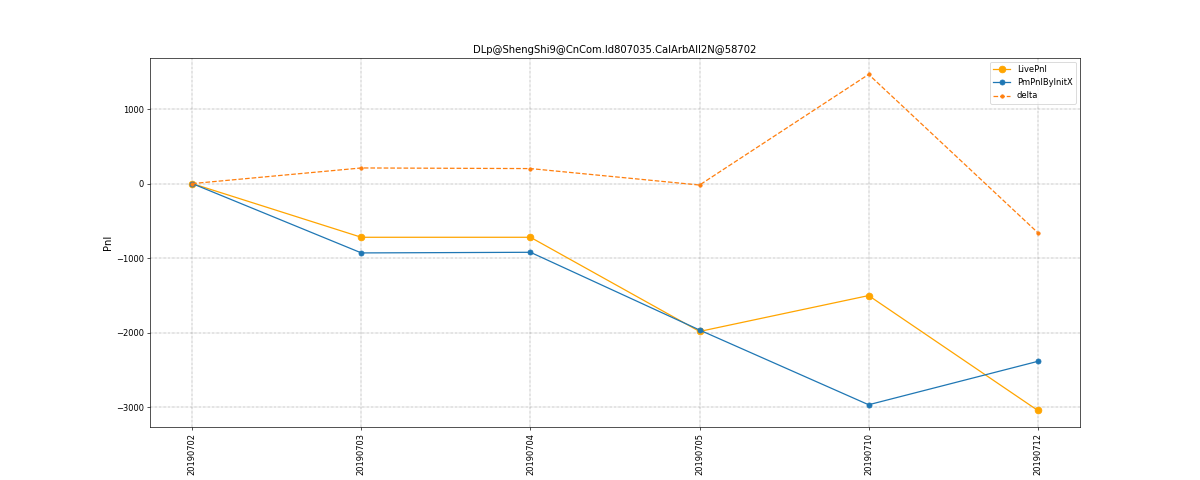 DLp@ShengShi9@CnCom.Id807035.CalArbAll2N@58702
LivePnl
PmPnlByInitX
delta
Pnl
1000
0
−1000
−2000
−3000
20190702
20190703
20190704
20190705
20190710
20190712